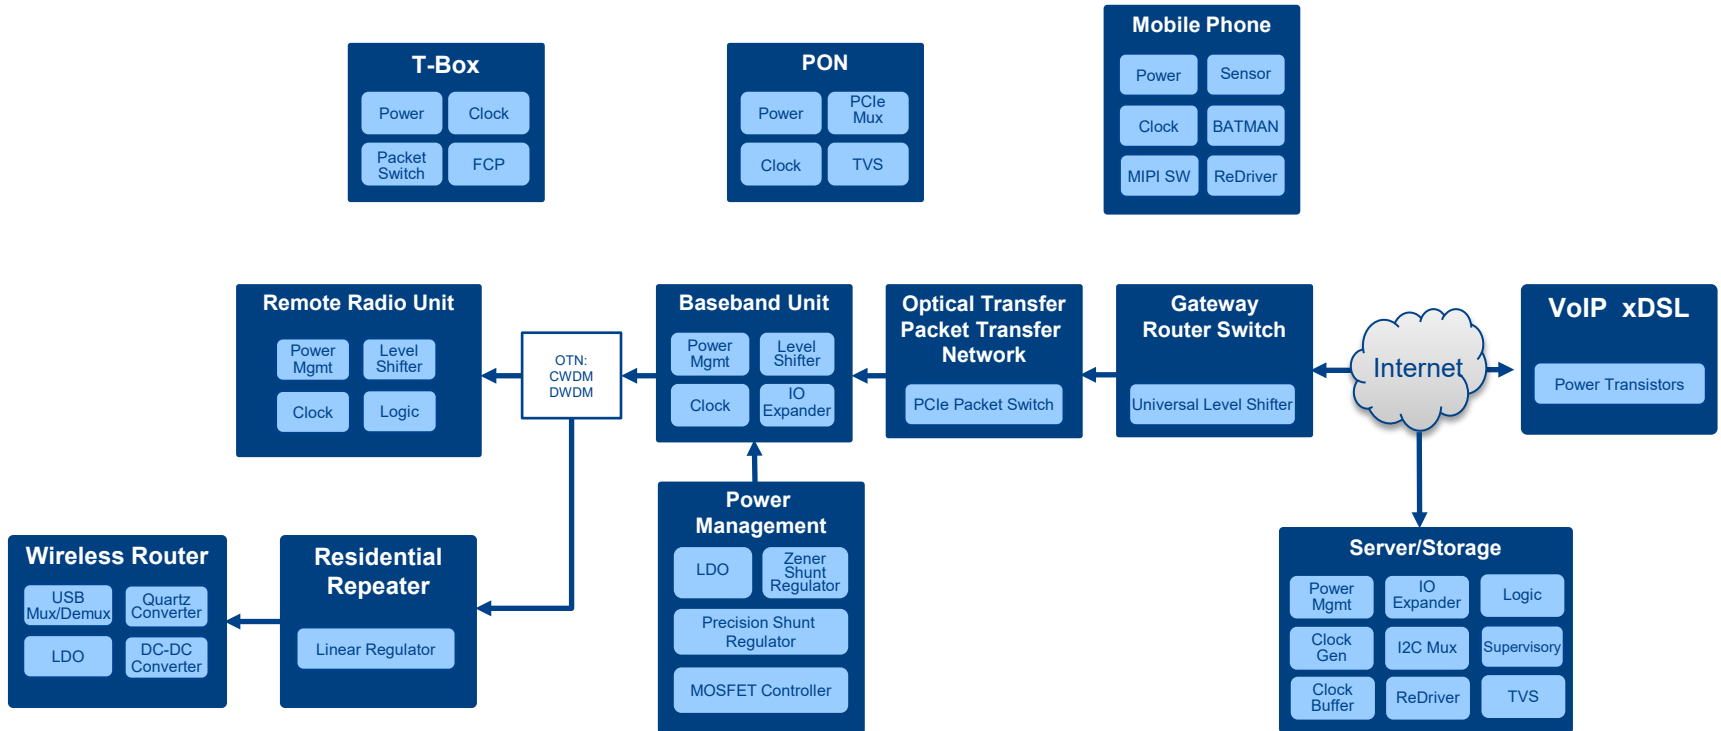 T-Box
Power
Clock
Packet
Switch
FCP
PON
Power
PCIe
Mux
Clock
TVS
Mobile Phone
Power
Sensor
Clock
BATMAN
MIPI SW
ReDriver
Remote Radio Unit
Power
Mgmt
Level
Shifter
Clock
Logic
OTN:
CWDM
DWDM
Baseband Unit
Power
Mgmt
Level
Shifter
Clock
IO
Expander
Optical Transfer
Packet Transfer
Network
PCIe Packet Switch
Gateway
Router Switch
Universal Level Shifter
Internet
VoIP xDSL
Power Transistors
Wireless Router
USB
Mux/Demux
Quartz
Converter
LDO
DC-DC
Converter
Residential
Repeater
Linear Regulator
Power
Management
LDO
Zener
Shunt
Regulator
Precision Shunt
Regulator
MOSFET Controller
Server/Storage
Power
Mgmt
IO
Expander
Logic
Clock
Gen
I2C Mux
Supervisory
Clock
Buffer
ReDriver
TVS